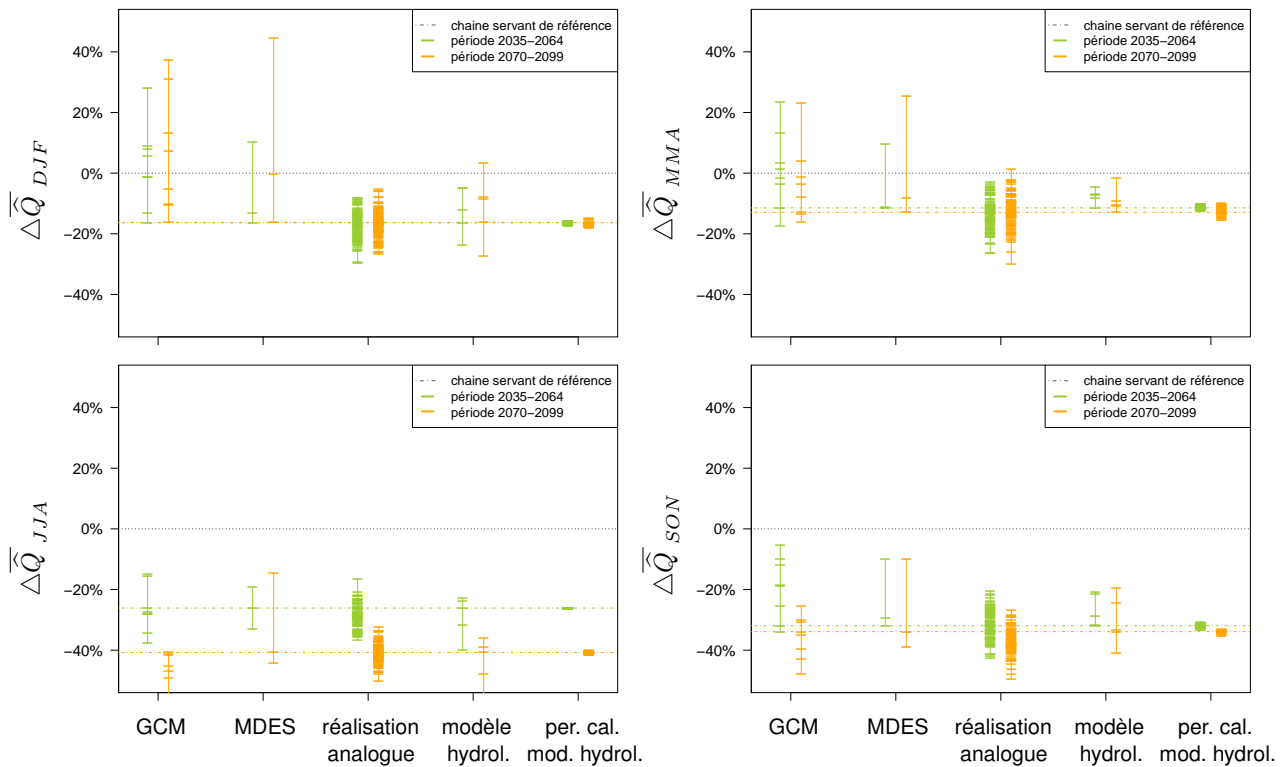 chaine servant de référence
période 2035−2064
période 2070−2099
40%
20%
0%
−20%
−40%
△Q̂̅ DJF
chaine servant de référence
période 2035−2064
période 2070−2099
40%
20%
0%
−20%
−40%
△Q̂̅ MMA
chaine servant de référence
période 2035−2064
période 2070−2099
40%
20%
0%
−20%
−40%
△Q̂̅ JJA
GCM MDES réalisation modèle per. cal.
analogue hydrol. mod. hydrol.
chaine servant de référence
période 2035−2064
période 2070−2099
40%
20%
0%
−20%
−40%
△Q̂̅ SON
GCM MDES réalisation modèle per. cal.
analogue hydrol. mod. hydrol.